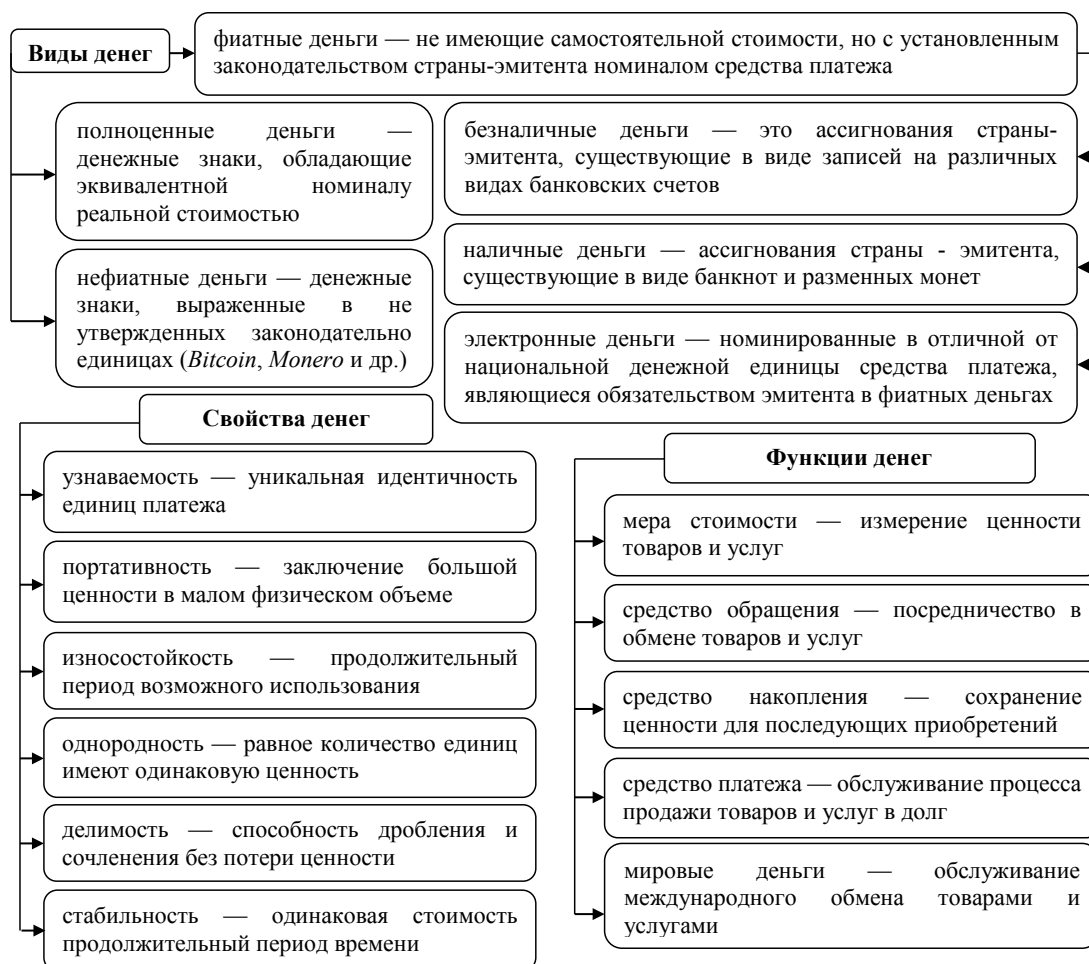 Виды денег
фиатные деньги — не имеющие самостоятельной стоимости, но с установленным
законодательством страны-эмитента номиналом средства платежа
полноценные деньги —
денежные знаки, обладающие
эквивалентной номиналу
реальной стоимостью
нефиатные деньги — денежные
знаки, выраженные в не
утвержденных законодательно
единицах (Bitcoin, Monero и др.)
безналичные деньги — это ассигнования страны-
эмитента, существующие в виде записей на различных
видах банковских счетов
наличные деньги — ассигнования страны - эмитента,
существующие в виде банкнот и разменных монет
электронные деньги — номинированные в отличной от
национальной денежной единицы средства платежа,
являющиеся обязательством эмитента в фиатных деньгах
Свойства денег
узнаваемость — уникальная идентичность
единиц платежа
портативность — заключение большой
ценности в малом физическом объеме
износостойкость — продолжительный
период возможного использования
однородность — равное количество единиц
имеют одинаковую ценность
делимость — способность дробления и
сочленения без потери ценности
стабильность — одинаковая стоимость
продолжительный период времени
Функции денег
мера стоимости — измерение ценности
товаров и услуг
средство обращения — посредничество в
обмене товаров и услуг
средство накопления — сохранение
ценности для последующих приобретений
средство платежа — обслуживание процесса
продажи товаров и услуг в долг
мировые деньги — обслуживание
международного обмена товарами и
услугами